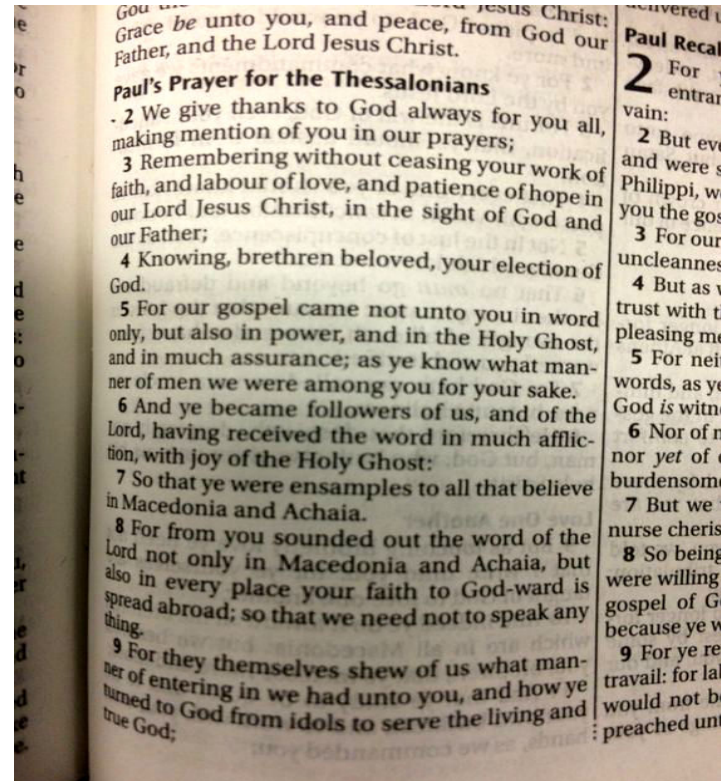 Jesus Christ:
Grace be unto you, and peace, from God our
Father, and the Lord Jesus Christ.
Paul's Prayer for the Thessalonians
2 We give thanks to God always for you all,
making mention of you in our prayers;
3 Remembering without ceasing your work of
faith, and labour of love, and patience of hope in
our Lord Jesus Christ, in the sight of God and
our Father;
4 Knowing, brethren beloved, your election of
God.
5 For our gospel came not unto you in word
only, but also in power, and in the Holy Ghost,
and in much assurance; as ye know what man-
ner of men we were among you for your sake.
6 And ye became followers of us, and of the
Lord, having received the word in much afflic-
tion, with joy of the Holy Ghost:
7 So that ye were ensamples to all that believe
in Macedonia and Achaia.
8 For from you sounded out the word of the
Lord not only in Macedonia and Achaia, but
also in every place your faith to God-ward is
spread abroad; so that we need not to speak any
thing.
9 For they themselves shew of us what man-
ner of entering in we had unto you, and how ye
turned to God from idols to serve the living and
true God;
Paul
2 For
vain:
2 But
and were
Philippi,
you the
3 For our
4 But as
trust with
pleasing
5 For
words, as
God is
6 Nor of
nor yet of
7 But we
nurse
8 So being
were willing
gospel of
because ye
9 For ye
travail: for
would not
preached